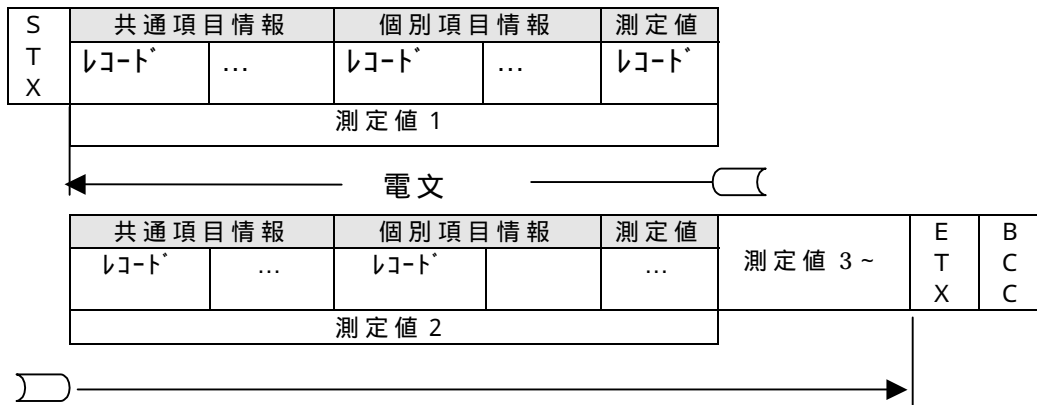 STX
共通項目情報 個別項目情報 測定値
ﾚｺｰﾄﾞ … ﾚｺｰﾄﾞ … ﾚｺｰﾄﾞ
測定値 1
電文
共通項目情報 個別項目情報 測定値
ﾚｺｰﾄﾞ … ﾚｺｰﾄﾞ …
測定値 3~
ETX
BCC
測定値 2